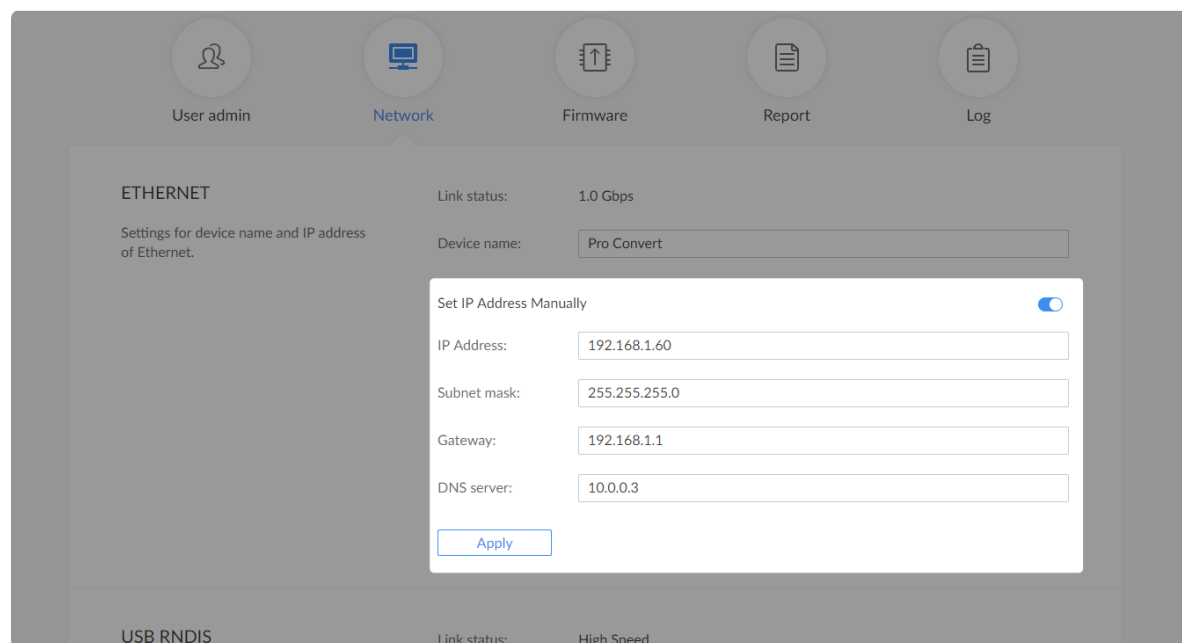 User admin
Network
Firmware
Report
Log
ETHERNET
Settings for device name and IP address
of Ethernet.
Link status: 1.0 Gbps
Device name: Pro Convert
Set IP Address Manually
IP Address: 192.168.1.60
Subnet mask: 255.255.255.0
Gateway: 192.168.1.1
DNS server: 10.0.0.3
Apply
USB RNDIS
Link status: High Speed